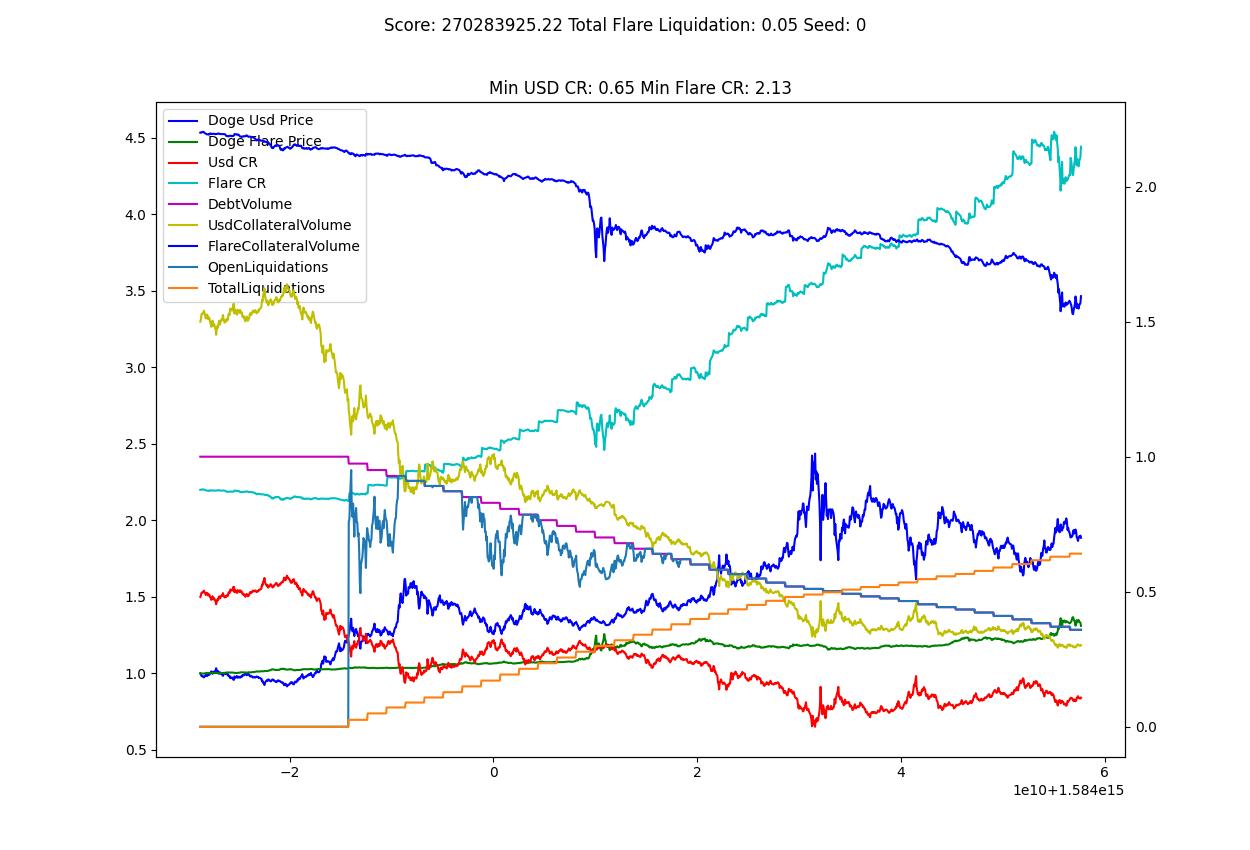 Score: 270283925.22 Total Flare Liquidation: 0.05 Seed: 0
Min USD CR: 0.65 Min Flare CR: 2.13
Doge Usd Price
Doge Flare Price
Usd CR
Flare CR
DebtVolume
UsdCollateralVolume
FlareCollateralVolume
OpenLiquidations
TotalLiquidations
4.5
4.0
3.5
3.0
2.5
2.0
1.5
1.0
0.5
2.0
1.5
1.0
0.5
0.0
−2
0
2
4
6
1e10+1.584e15